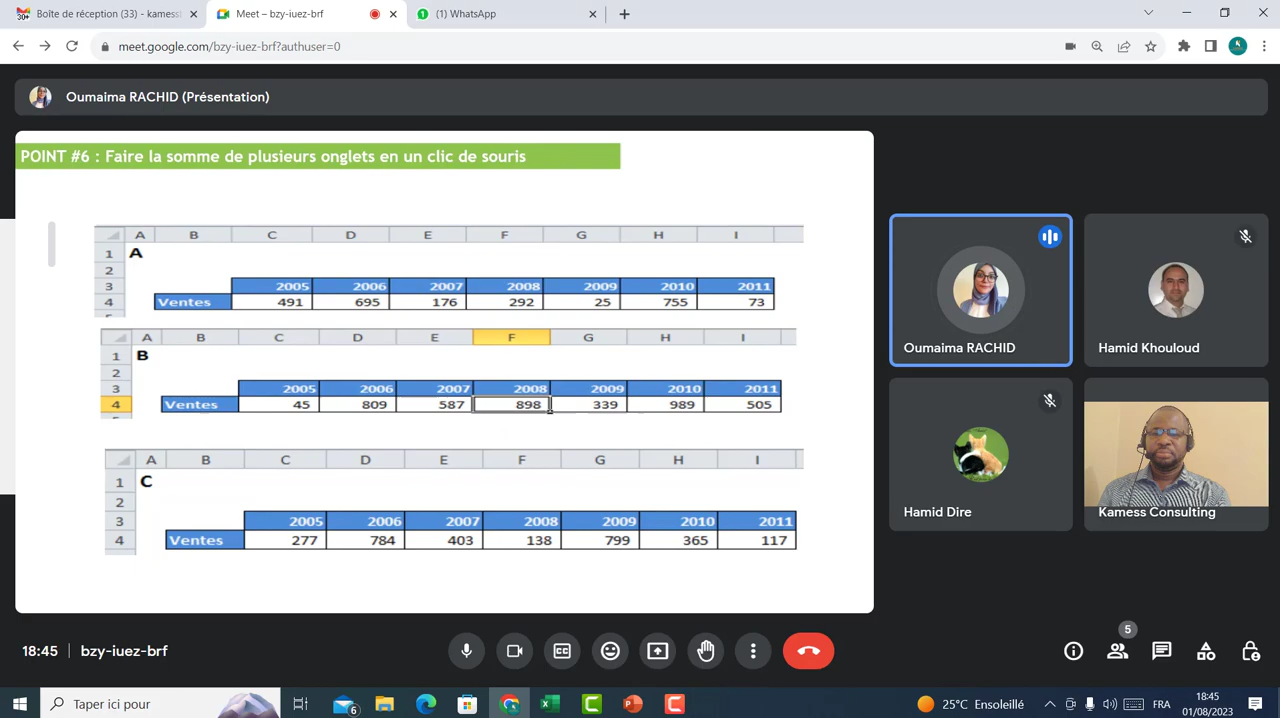 30+
Boîte de réception (33) - kamess
Meet – bzy-iuez-brf
(1) WhatsApp
meet.google.com/bzy-iuez-brf?authuser=0
Oumaima RACHID (Présentation)
POINT #6 : Faire la somme de plusieurs onglets en un clic de souris
A B C D E F G H I
1 A
2
3 2005 2006 2007 2008 2009 2010 2011
4 Ventes 491 695 176 292 25 755 73
A B C D E F G H I
1 B
2
3 2005 2006 2007 2008 2009 2010 2011
4 Ventes 45 809 587 898 339 989 505
A B C D E F G H I
1 C
2
3 2005 2006 2007 2008 2009 2010 2011
4 Ventes 277 784 403 138 799 365 117
Oumaima RACHID
Hamid Khouloud
Hamid Dire
Kamess Consulting
18:45 | bzy-iuez-brf
5
Taper ici pour
6
25°C Ensoleillé
FRA
18:45
01/08/2023